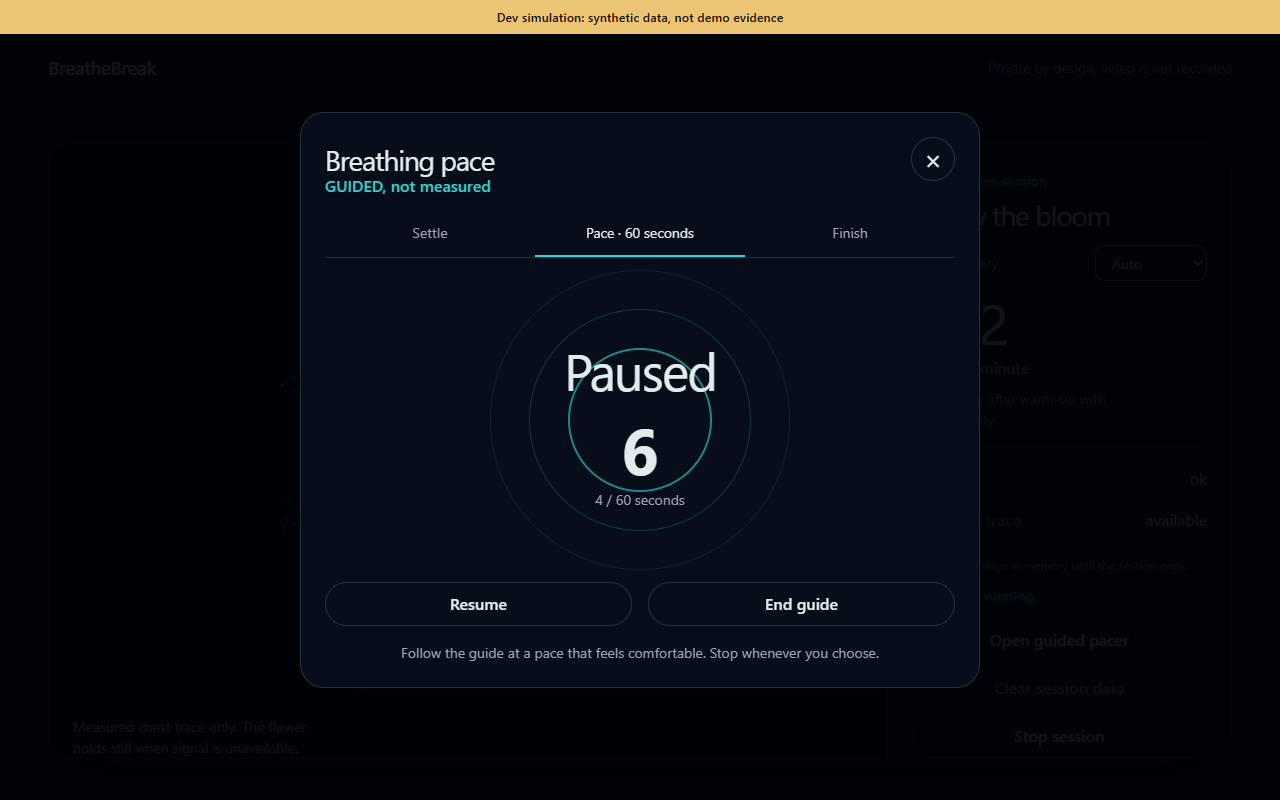 Dev simulation: synthetic data, not demo evidence
BreatheBreak
Private by design, video is not recorded
Breathing pace
GUIDED, not measured
×
Settle
Pace · 60 seconds
Finish
Paused
6
4 / 60 seconds
Resume
End guide
Follow the guide at a pace that feels comfortable. Stop whenever you choose.
session
the bloom
Auto
2
minute
after warm-up with
ok
trace
available
stays in memory until the session ends.
running
Open guided pacer
Clear session data
Stop session
Measured chest trace only. The flower
holds still when signal is unavailable.